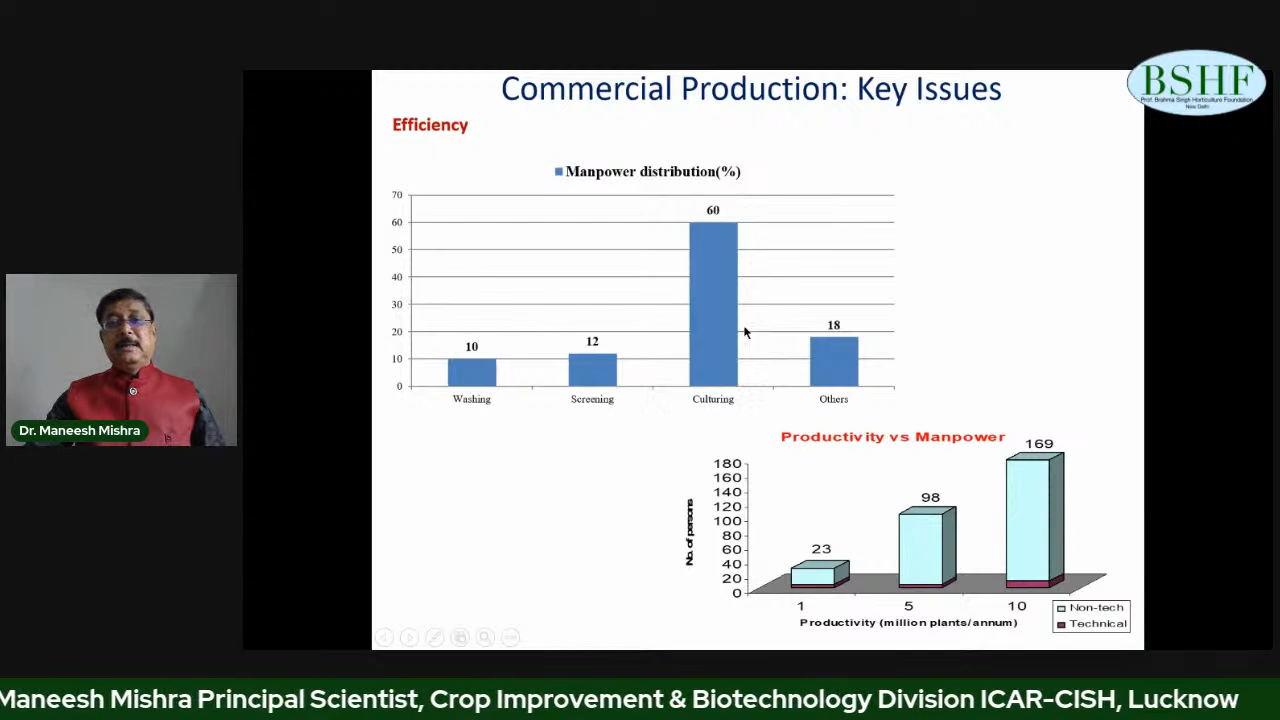 Commercial Production: Key Issues
BSHF
Prof. Brahma Singh Horticulture Foundation
New Delhi
Efficiency
Manpower distribution(%)
70
60
50
40
30
20
10
0
10
12
60
18
Washing
Screening
Culturing
Others
Dr. Maneesh Mishra
Productivity vs Manpower
No. of persons
180
160
140
120
100
80
60
40
20
0
23
98
169
1
5
10
Productivity (million plants/annum)
Non-tech
Technical
Maneesh Mishra Principal Scientist, Crop Improvement & Biotechnology Division ICAR-CISH, Lucknow